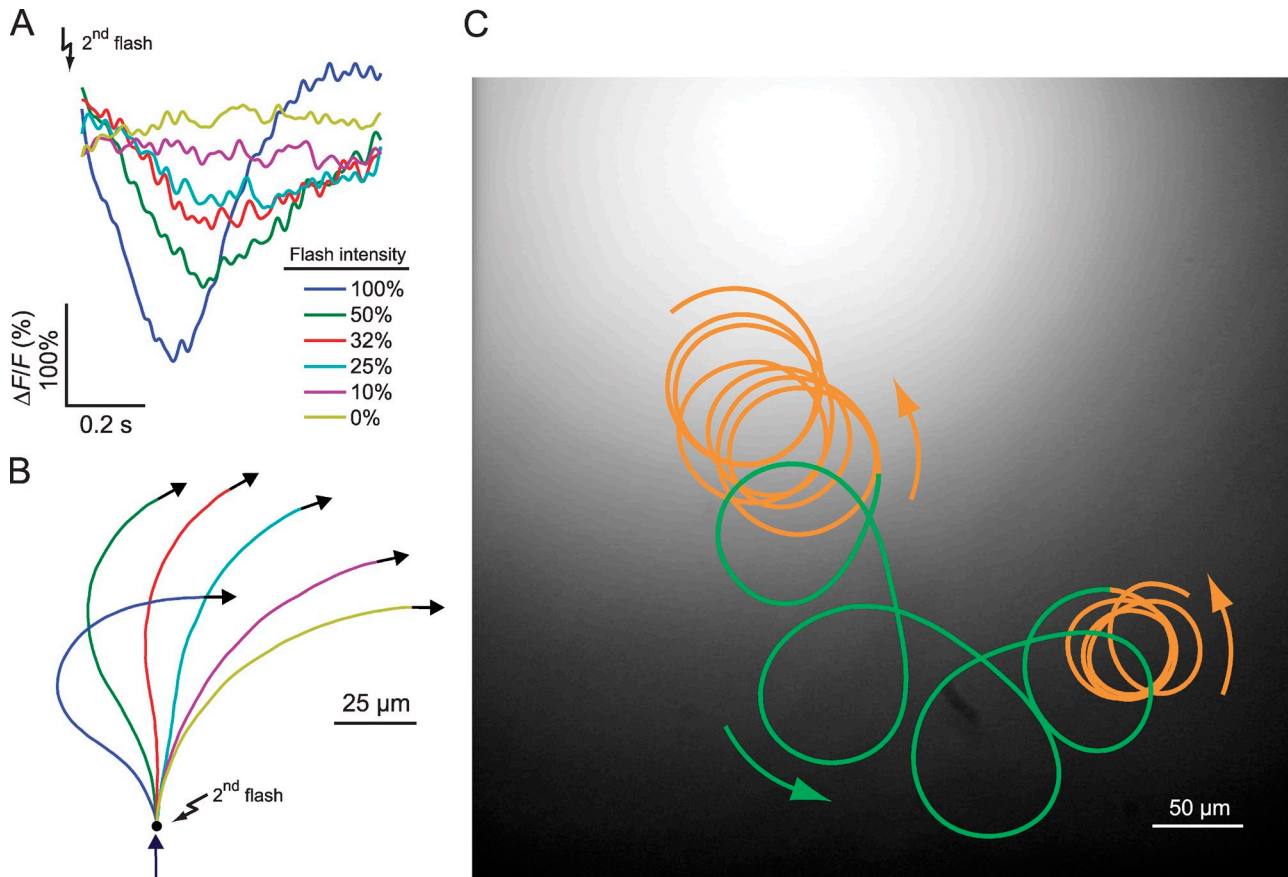 A
2nd flash
ΔF/F (%)
100%
0.2 s
Flash intensity
100%
50%
32%
25%
10%
0%
B
25 µm
2nd flash
C
50 µm